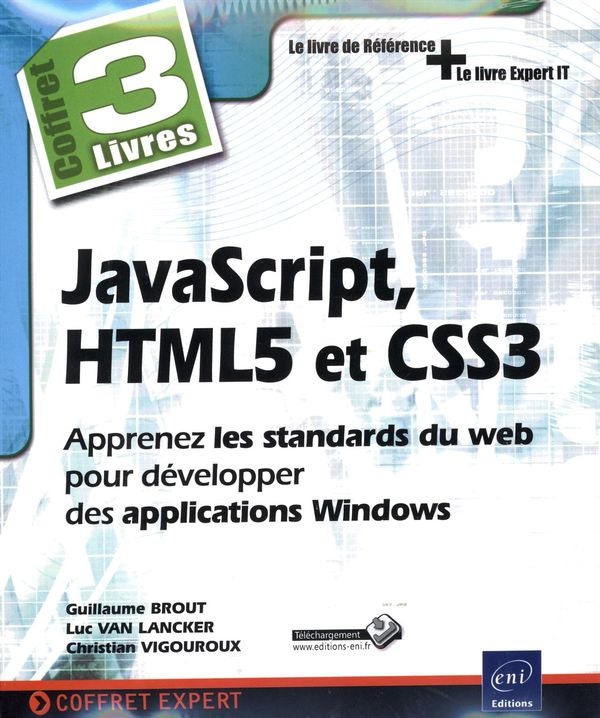 Coffret
3
Livres
Le livre de Référence
+
Le livre Expert IT
JavaScript,
HTML5 et CSS3
Apprenez les standards du web
pour développer
des applications Windows
Guillaume BROUT
Luc VAN LANCKER
Christian VIGOUROUX
Téléchargement
www.editions-eni.fr
COFFRET EXPERT
eni
Editions